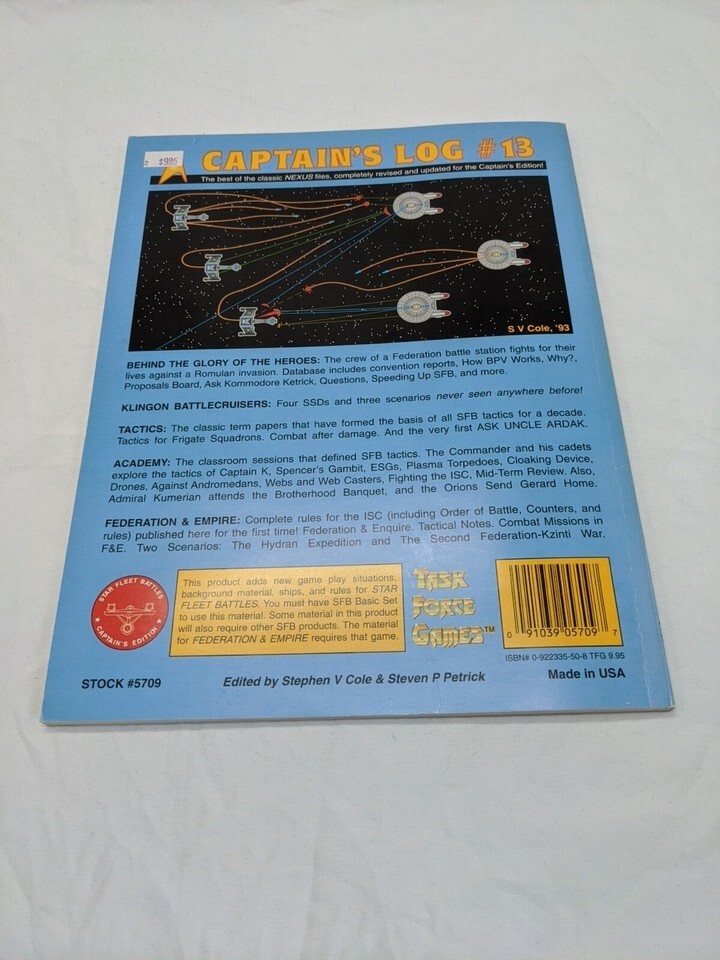 $9.95
CAPTAIN'S LOG #13
The best of the classic NEXUS files, completely revised and updated for the Captain's Edition!
S V Cole, '93
BEHIND THE GLORY OF THE HEROES: The crew of a Federation battle station fights for their
lives against a Romulan invasion. Database includes convention reports, How BPV Works, Why?,
Proposals Board, Ask Kommodore Ketrick, Questions, Speeding Up SFB, and more.
KLINGON BATTLECRUISERS: Four SSDs and three scenarios never seen anywhere before!
TACTICS: The classic term papers that have formed the basis of all SFB tactics for a decade.
Tactics for Frigate Squadrons. Combat after damage. And the very first ASK UNCLE ARDAK.
ACADEMY: The classroom sessions that defined SFB tactics. The Commander and his cadets
explore the tactics of Captain K, Spencer's Gambit, ESGs, Plasma Torpedoes, Cloaking Device,
Drones, Against Andromedans, Webs and Web Casters, Fighting the ISC, Mid-Term Review. Also,
Admiral Kumerian attends the Brotherhood Banquet, and the Orions Send Gerard Home.
FEDERATION & EMPIRE: Complete rules for the ISC (including Order of Battle, Counters, and
rules) published here for the first time! Federation & Enquire. Tactical Notes. Combat Missions in
F&E. Two Scenarios: The Hydran Expedition and The Second Federation-Kzinti War.
STAR FLEET BATTLES
CAPTAIN'S EDITION
This product adds new game play situations,
background material, ships, and rules for STAR
FLEET BATTLES. You must have SFB Basic Set
to use this material. Some material in this product
will also require other SFB products. The material
for FEDERATION & EMPIRE requires that game.
TASK
FORCE
GAMES™
0 91039 05709 7
ISBN# 0-922335-50-8 TFG 9.95
STOCK #5709
Edited by Stephen V Cole & Steven P Petrick
Made in USA